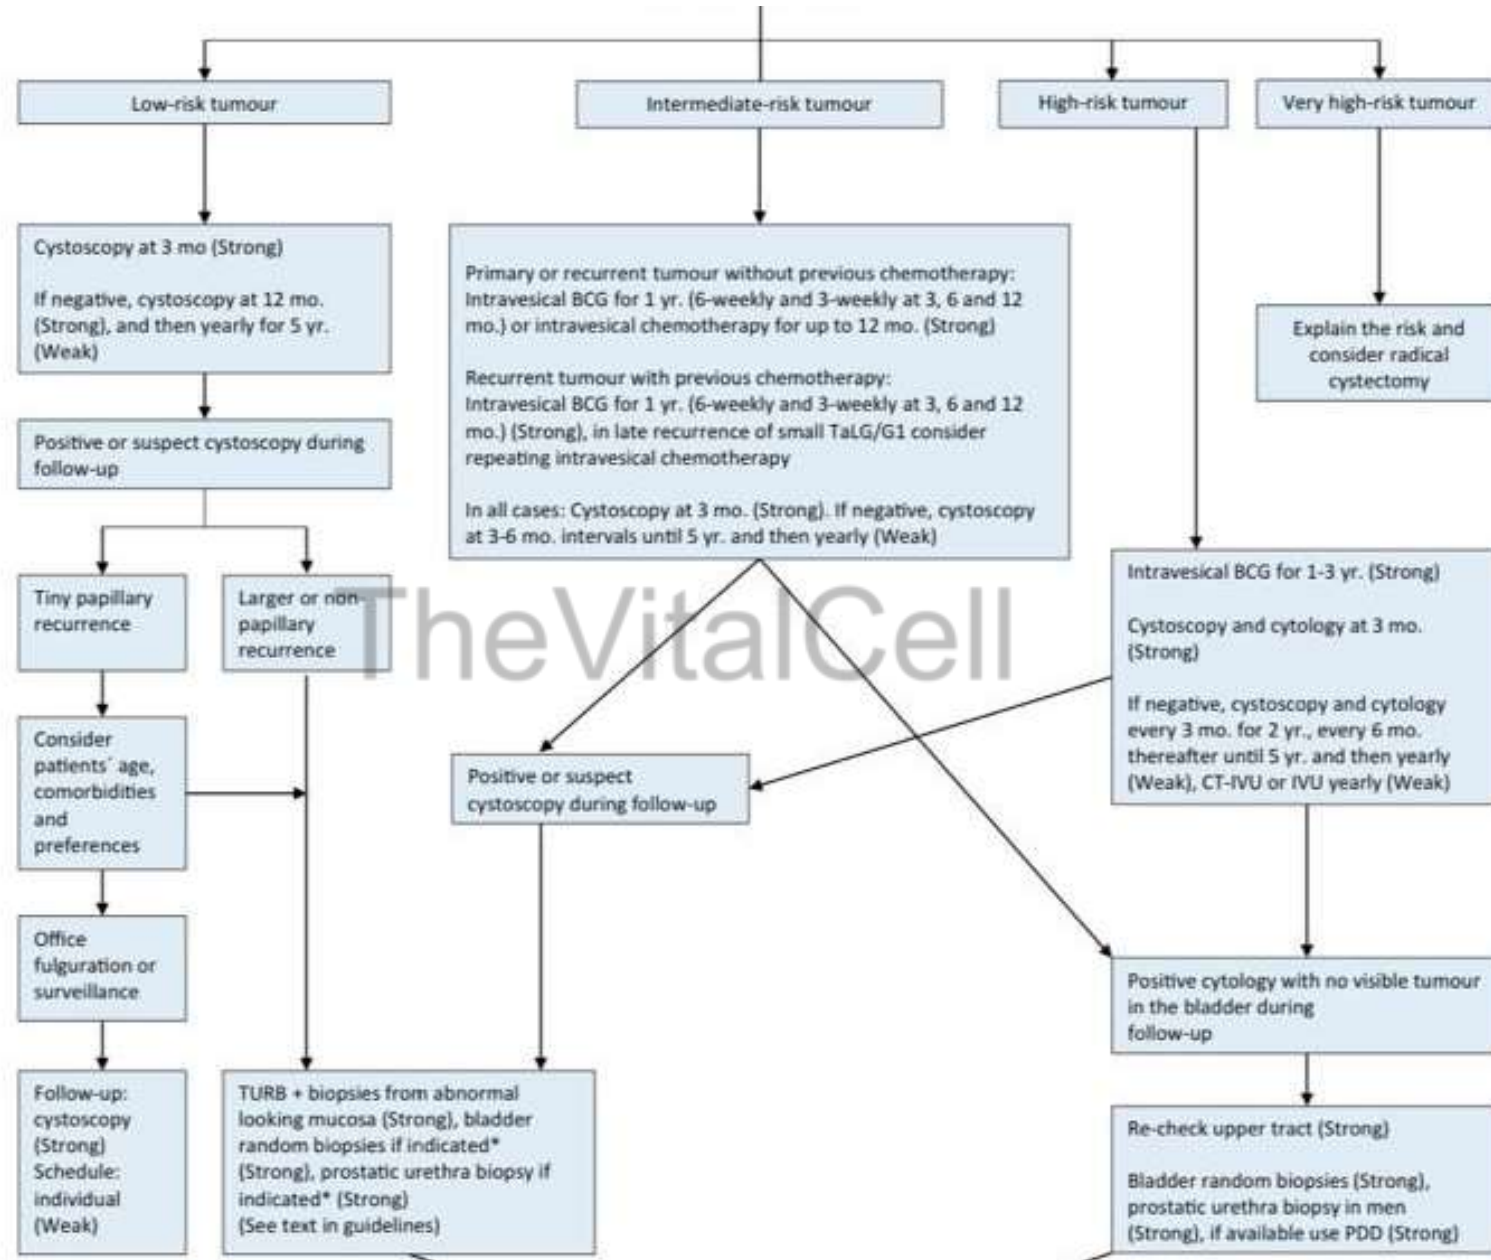 Low-risk tumour
Intermediate-risk tumour
High-risk tumour
Very high-risk tumour
Cystoscopy at 3 mo (Strong)
If negative, cystoscopy at 12 mo.
(Strong), and then yearly for 5 yr.
(Weak)
Primary or recurrent tumour without previous chemotherapy:
Intravesical BCG for 1 yr. (6-weekly and 3-weekly at 3, 6 and 12
mo.) or intravesical chemotherapy for up to 12 mo. (Strong)
Recurrent tumour with previous chemotherapy:
Intravesical BCG for 1 yr. (6-weekly and 3-weekly at 3, 6 and 12
mo.) (Strong), in late recurrence of small TaLG/G1 consider
repeating intravesical chemotherapy
In all cases: Cystoscopy at 3 mo. (Strong). If negative, cystoscopy
at 3-6 mo. intervals until 5 yr. and then yearly (Weak)
Explain the risk and
consider radical
cystectomy
Positive or suspect cystoscopy during
follow-up
Tiny papillary
recurrence
Larger or non-
papillary
recurrence
TheVitalCell
Intravesical BCG for 1-3 yr. (Strong)
Cystoscopy and cytology at 3 mo.
(Strong)
If negative, cystoscopy and cytology
every 3 mo. for 2 yr., every 6 mo.
thereafter until 5 yr. and then yearly
(Weak), CT-IVU or IVU yearly (Weak)
Consider
patients´ age,
comorbidities
and
preferences
Positive or suspect
cystoscopy during follow-up
Office
fulguration or
surveillance
Positive cytology with no visible tumour
in the bladder during
follow-up
Follow-up:
cystoscopy
(Strong)
Schedule:
individual
(Weak)
TURB + biopsies from abnormal
looking mucosa (Strong), bladder
random biopsies if indicated*
(Strong), prostatic urethra biopsy if
indicated* (Strong)
(See text in guidelines)
Re-check upper tract (Strong)
Bladder random biopsies (Strong),
prostatic urethra biopsy in men
(Strong), if available use PDD (Strong)